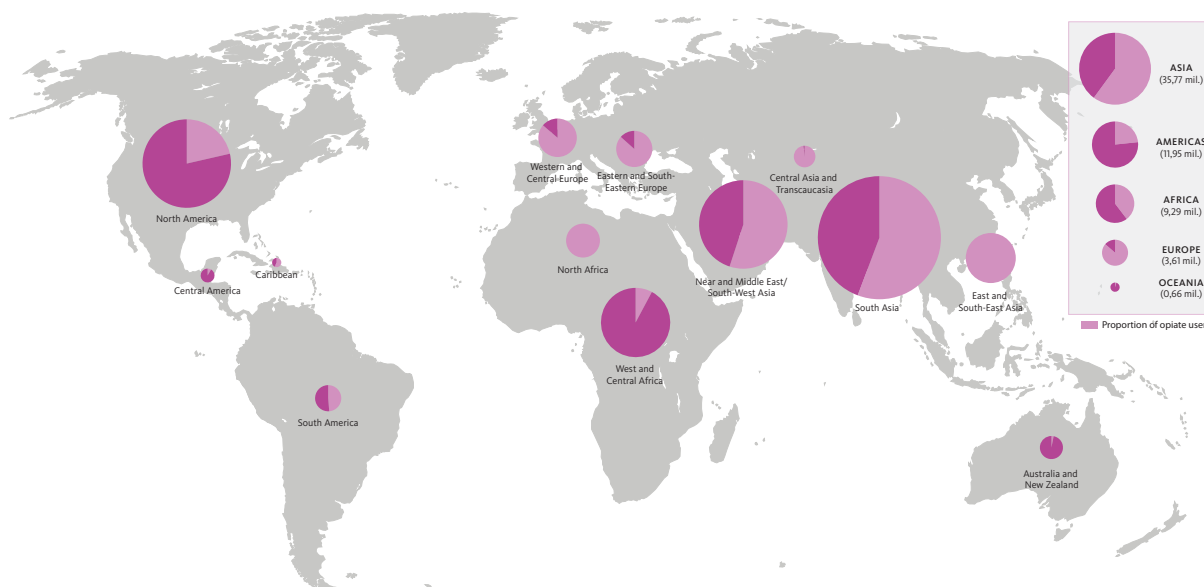 North America
Central America
Caribbean
South America
Western and
Central Europe
Eastern and South-
Eastern Europe
North Africa
West and
Central Africa
Central Asia and
Transcaucasia
Near and Middle East/
South-West Asia
South Asia
East and
South-East Asia
Australia and
New Zealand
ASIA
(35,77 mil.)
AMERICAS
(11,95 mil.)
AFRICA
(9,29 mil.)
EUROPE
(3,61 mil.)
OCEANIA
(0,66 mil.)
Proportion of opiate user